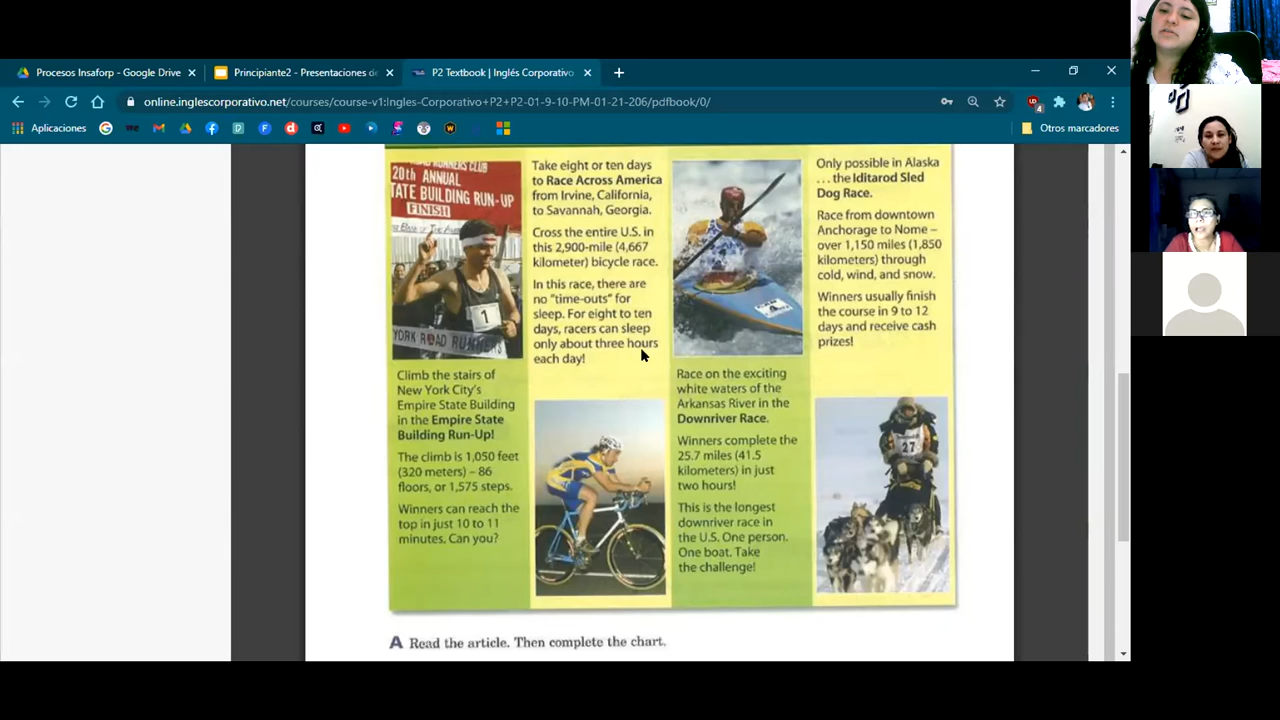 Procesos Insaforp - Google Drive
Principiante2 - Presentaciones de
P2 Textbook | Inglés Corporativo
online.inglescorporativo.net/courses/course-v1:Ingles-Corporativo+P2+P2-01-9-10-PM-01-21-206/pdfbook/0/
Aplicaciones
Otros marcadores
20th ANNUAL
TATE BUILDING RUN-UP
FINISH
1
YORK ROAD RUNNERS
Climb the stairs of
New York City's
Empire State Building
in the Empire State
Building Run-Up!
The climb is 1,050 feet
(320 meters) – 86
floors, or 1,575 steps.
Winners can reach the
top in just 10 to 11
minutes. Can you?
Take eight or ten days
to Race Across America
from Irvine, California,
to Savannah, Georgia.
Cross the entire U.S. in
this 2,900-mile (4,667
kilometer) bicycle race.
In this race, there are
no "time-outs" for
sleep. For eight to ten
days, racers can sleep
only about three hours
each day!
Race on the exciting
white waters of the
Arkansas River in the
Downriver Race.
Winners complete the
25.7 miles (41.5
kilometers) in just
two hours!
This is the longest
downriver race in
the U.S. One person.
One boat. Take
the challenge!
Only possible in Alaska
. . . the Iditarod Sled
Dog Race.
Race from downtown
Anchorage to Nome –
over 1,150 miles (1,850
kilometers) through
cold, wind, and snow.
Winners usually finish
the course in 9 to 12
days and receive cash
prizes!
27
A Read the article. Then complete the chart.